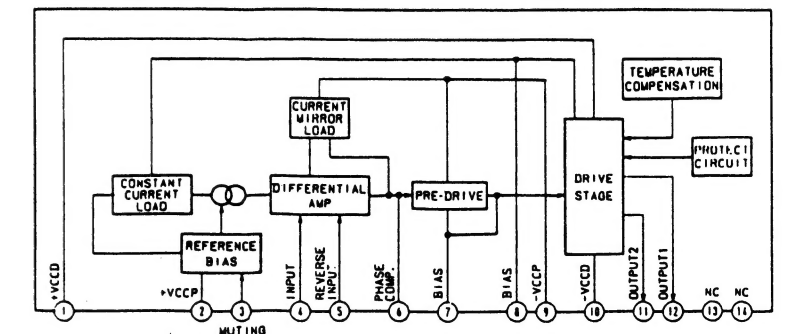 TEMPERATURE
COMPENSATION
CURRENT
MIRROR
LOAD
PROTECT
CIRCUIT
CONSTANT
CURRENT
LOAD
DIFFERENTIAL
AMP
PRE-DRIVE
DRIVE
STAGE
REFERENCE
BIAS
+VCCD
+VCCP
INPUT
REVERSE
INPUT
PHASE
COMP.
BIAS
BIAS
-VCCP
-VCCD
OUTPUT2
OUTPUT1
NC
NC
1
2
3
4
5
6
7
8
9
10
11
12
13
14
MUTING